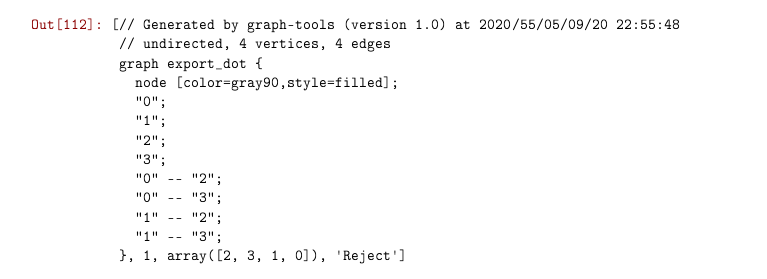 Out[112]: [// Generated by graph-tools (version 1.0) at 2020/55/05/09/20 22:55:48
// undirected, 4 vertices, 4 edges
graph export_dot {
node [color=gray90,style=filled];
"0";
"1";
"2";
"3";
"0" -- "2";
"0" -- "3";
"1" -- "2";
"1" -- "3";
}, 1, array([2, 3, 1, 0]), 'Reject']